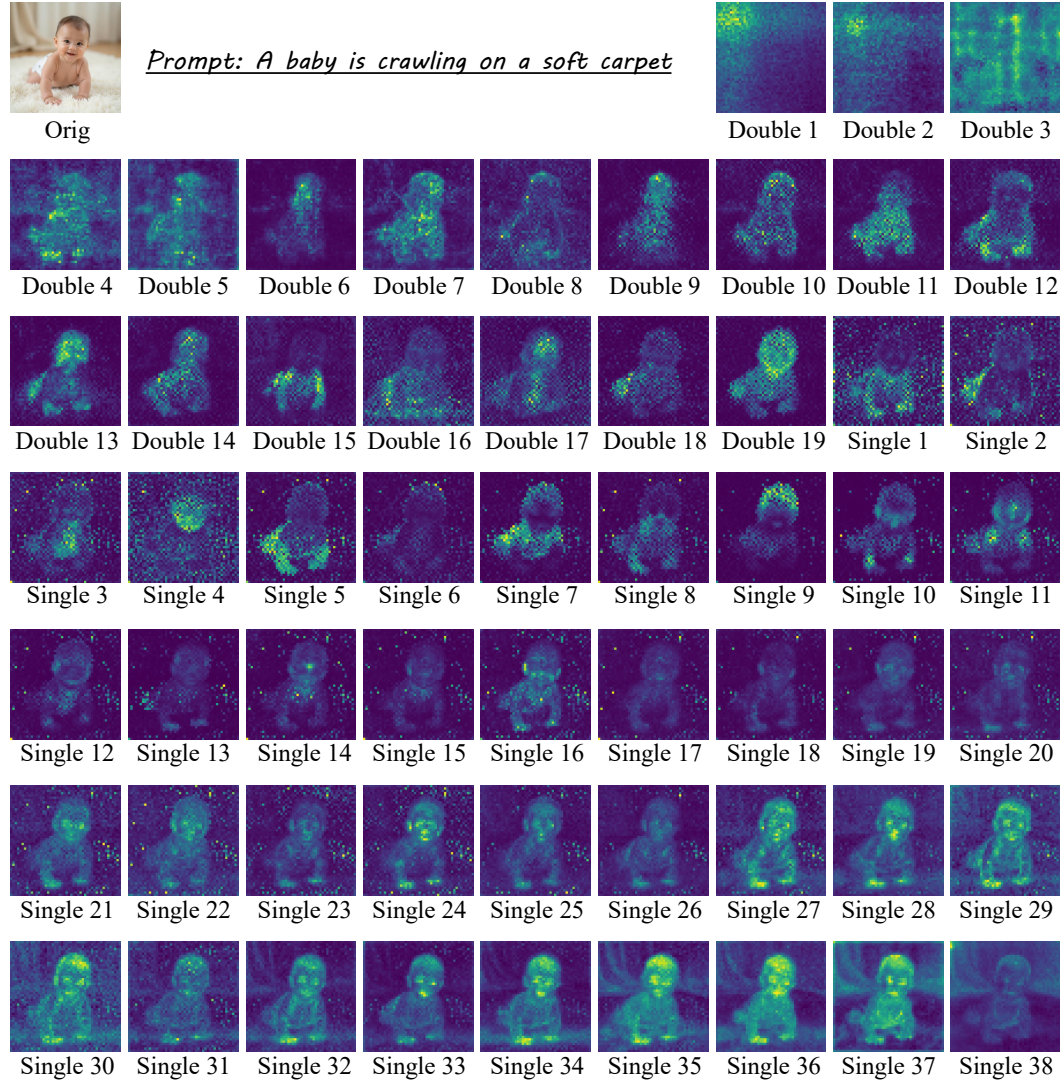 Prompt: A baby is crawling on a soft carpet
Orig
Double 1 Double 2 Double 3
Double 4 Double 5 Double 6 Double 7 Double 8 Double 9 Double 10 Double 11 Double 12
Double 13 Double 14 Double 15 Double 16 Double 17 Double 18 Double 19 Single 1 Single 2
Single 3 Single 4 Single 5 Single 6 Single 7 Single 8 Single 9 Single 10 Single 11
Single 12 Single 13 Single 14 Single 15 Single 16 Single 17 Single 18 Single 19 Single 20
Single 21 Single 22 Single 23 Single 24 Single 25 Single 26 Single 27 Single 28 Single 29
Single 30 Single 31 Single 32 Single 33 Single 34 Single 35 Single 36 Single 37 Single 38